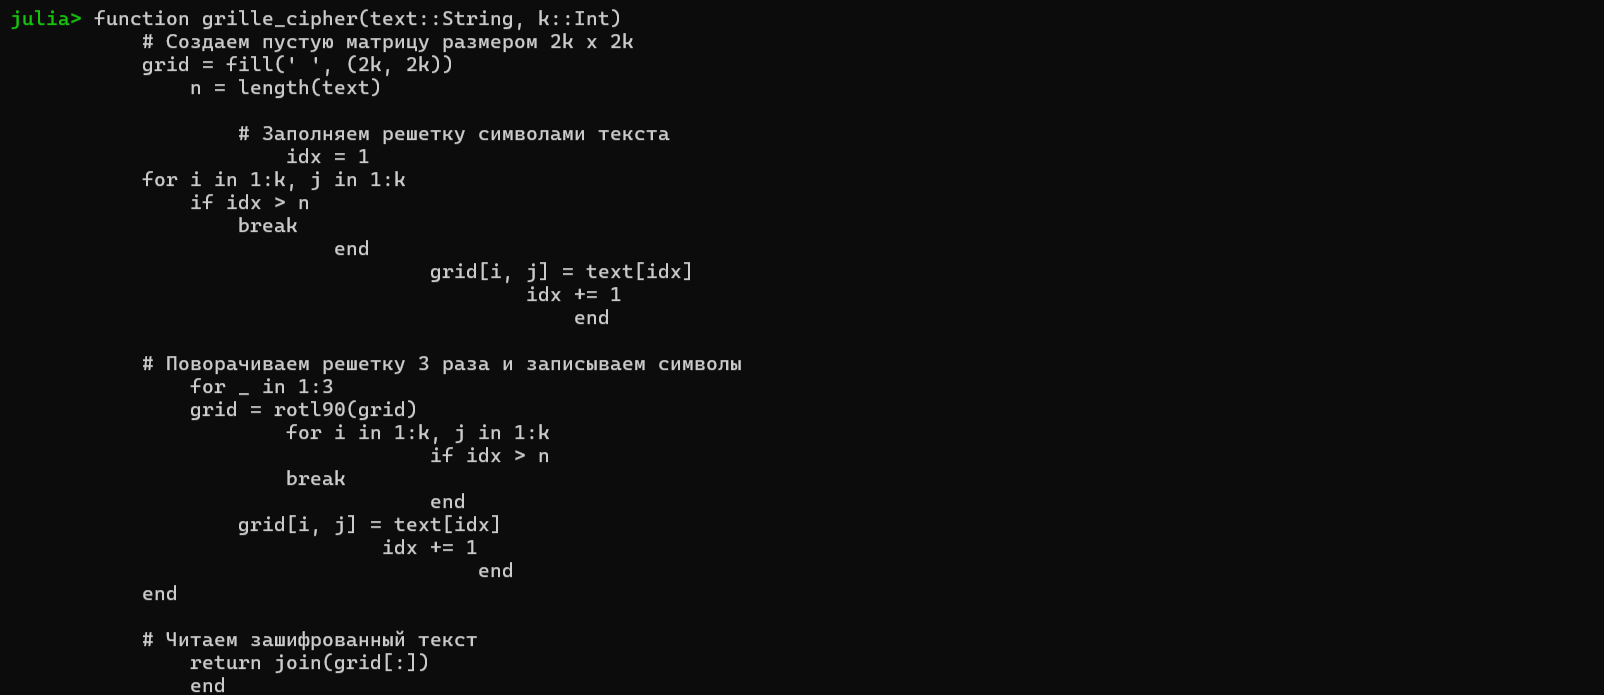 julia> function grille_cipher(text::String, k::Int)
# Создаем пустую матрицу размером 2k x 2k
grid = fill(' ', (2k, 2k))
n = length(text)
# Заполняем решетку символами текста
idx = 1
for i in 1:k, j in 1:k
if idx > n
break
end
grid[i, j] = text[idx]
idx += 1
end
# Поворачиваем решетку 3 раза и записываем символы
for _ in 1:3
grid = rotl90(grid)
for i in 1:k, j in 1:k
if idx > n
break
end
grid[i, j] = text[idx]
idx += 1
end
end
# Читаем зашифрованный текст
return join(grid[:])
end